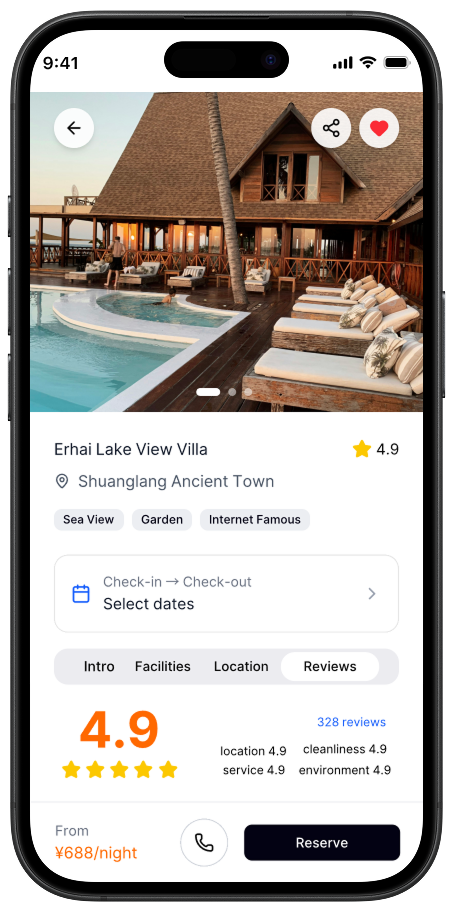 9:41
Erhai Lake View Villa
4.9
Shuanglang Ancient Town
Sea View
Garden
Internet Famous
Check-in → Check-out
Select dates
Intro
Facilities
Location
Reviews
4.9
328 reviews
location 4.9
cleanliness 4.9
service 4.9
environment 4.9
From
¥688/night
Reserve